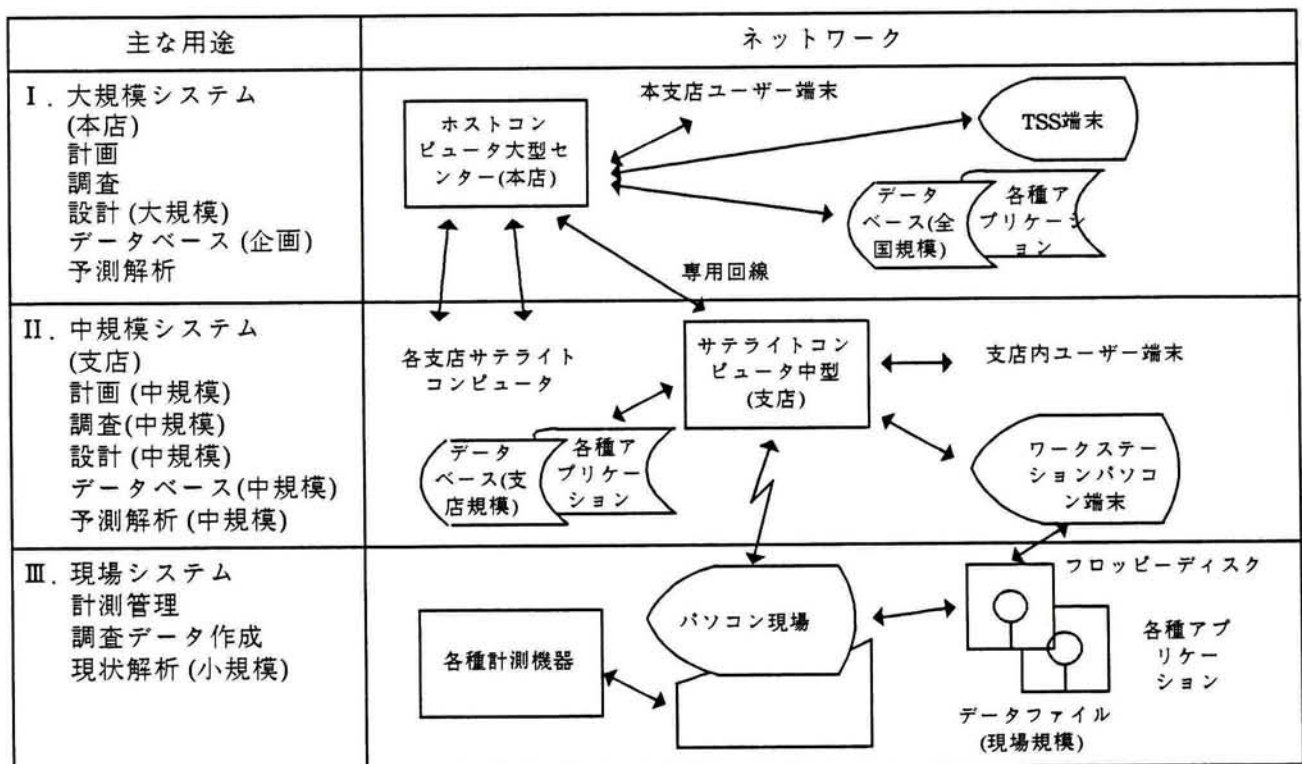 主な用途
ネットワーク
I. 大規模システム
(本店)
計画
調査
設計 (大規模)
データベース (企画)
予測解析
ホストコン
ピュータ大型セ
ンター(本店)
本支店ユーザー端末
TSS端末
データ
ベース(全
国規模)
各種ア
プリケーシ
ョン
専用回線
II. 中規模システム
(支店)
計画 (中規模)
調査(中規模)
設計 (中規模)
データベース(中規模)
予測解析 (中規模)
各支店サテライト
コンピュータ
サテライトコン
ピュータ中型
(支店)
支店内ユーザー端末
データ
ベース(支
店規模)
各種ア
プリケー
ション
ワークステー
ションパソコ
ン端末
III. 現場システム
計測管理
調査データ作成
現状解析 (小規模)
各種計測機器
パソコン現場
フロッピーディスク
各種アプ
リケー
ション
データファイル
(現場規模)